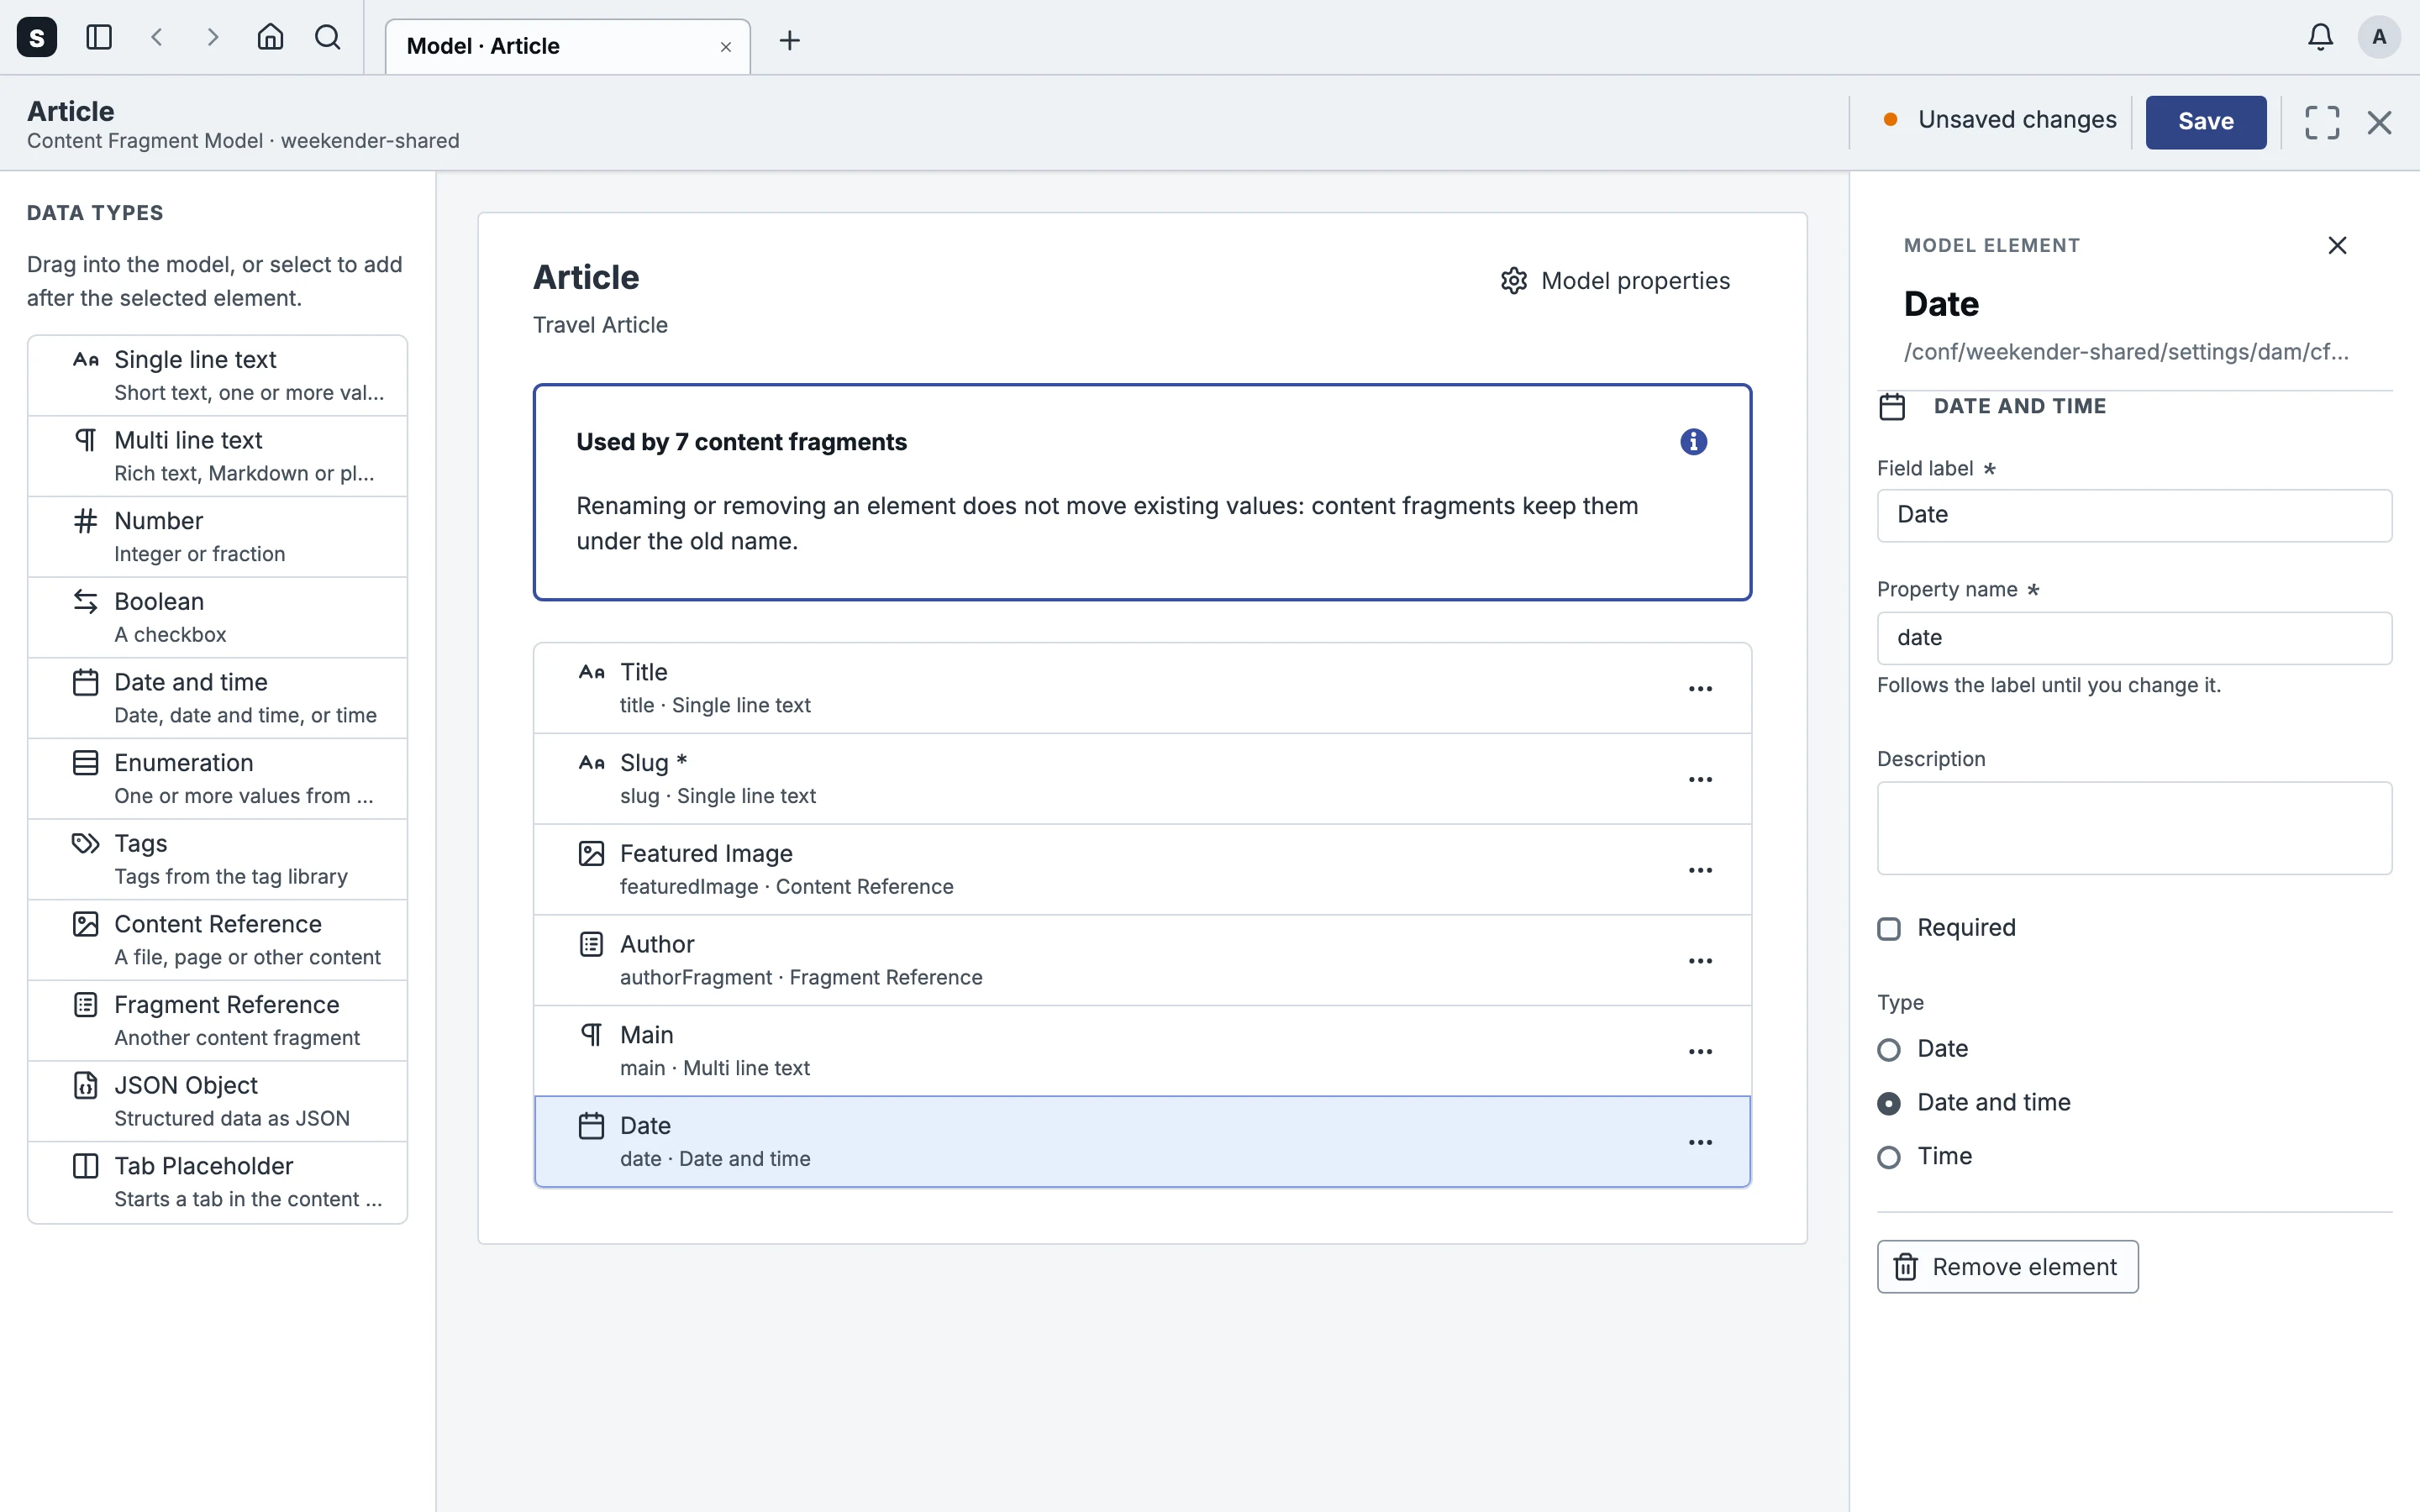 S
Model · Article
A
Article
Content Fragment Model · weekender-shared
Unsaved changes
Save
DATA TYPES
Drag into the model, or select to add
after the selected element.
Single line text
Short text, one or more val...
Multi line text
Rich text, Markdown or pl...
Number
Integer or fraction
Boolean
A checkbox
Date and time
Date, date and time, or time
Enumeration
One or more values from ...
Tags
Tags from the tag library
Content Reference
A file, page or other content
Fragment Reference
Another content fragment
JSON Object
Structured data as JSON
Tab Placeholder
Starts a tab in the content ...
Article
Model properties
Travel Article
Used by 7 content fragments
Renaming or removing an element does not move existing values: content fragments keep them
under the old name.
Title
title · Single line text
Slug *
slug · Single line text
Featured Image
featuredImage · Content Reference
Author
authorFragment · Fragment Reference
Main
main · Multi line text
Date
date · Date and time
MODEL ELEMENT
Date
/conf/weekender-shared/settings/dam/cf...
DATE AND TIME
Field label *
Date
Property name *
date
Follows the label until you change it.
Description
Required
Type
Date
Date and time
Time
Remove element